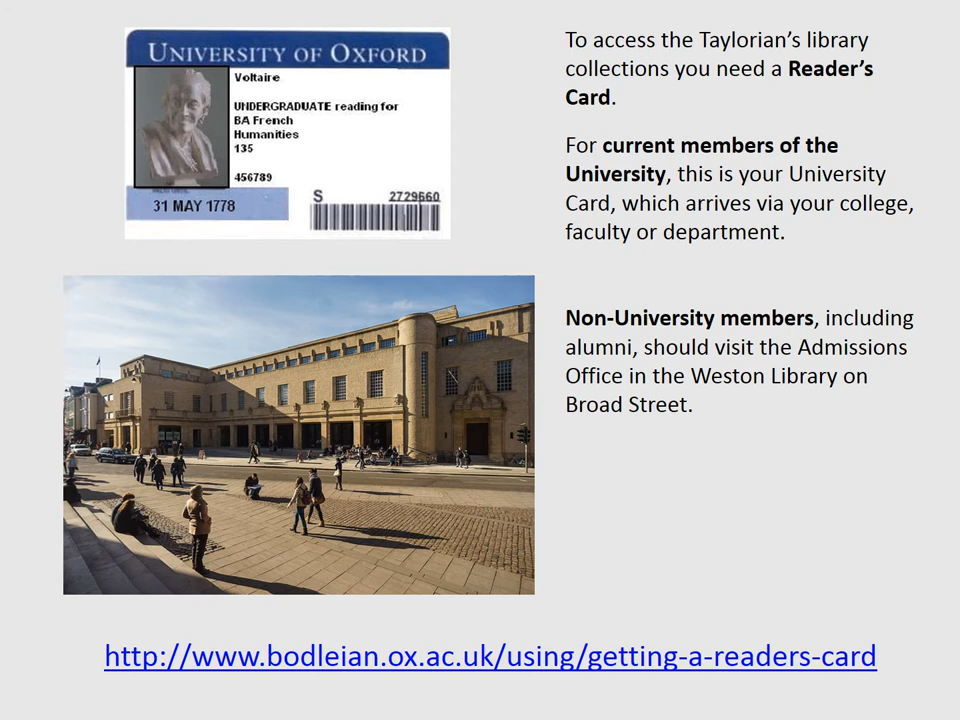 UNIVERSITY OF OXFORD
Voltaire
UNDERGRADUATE reading for
BA French
Humanities
135
456789
31 MAY 1778
S 2729660
To access the Taylorian’s library
collections you need a Reader’s
Card.
For current members of the
University, this is your University
Card, which arrives via your college,
faculty or department.
Non-University members, including
alumni, should visit the Admissions
Office in the Weston Library on
Broad Street.
http://www.bodleian.ox.ac.uk/using/getting-a-readers-card